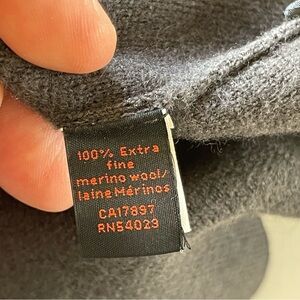 100% Extra
fine
merino wool/
laine Mérinos
CA17897
RN54023